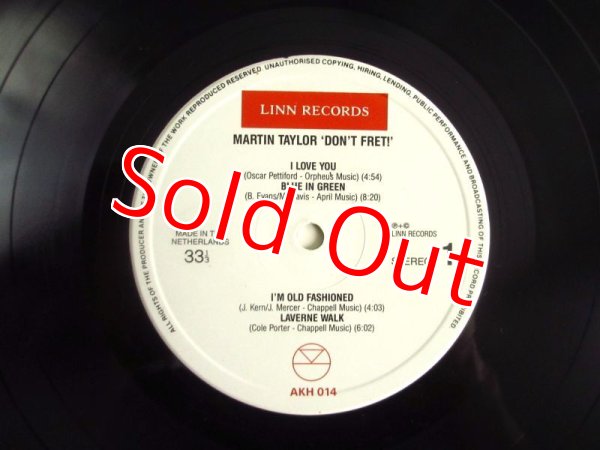 ALL RIGHTS OF THE PRODUCER AND OWNER OF THE WORK REPRODUCED RESERVED. UNAUTHORISED COPYING, HIRING, LENDING, PUBLIC PERFORMANCE AND BROADCASTING OF THIS RECORD PROHIBITED
LINN RECORDS
MARTIN TAYLOR 'DON'T FRET!'
I LOVE YOU
(Oscar Pettiford - Orpheus Music) (4:54)
BLUE IN GREEN
(B. Evans/M. Davis - April Music) (8:20)
MADE IN THE
NETHERLANDS
33⅓
℗+©
LINN RECORDS
STEREO
1
Sold Out
I'M OLD FASHIONED
(J. Kern/J. Mercer - Chappell Music) (4:03)
LAVERNE WALK
(Cole Porter - Chappell Music) (6:02)
AKH 014